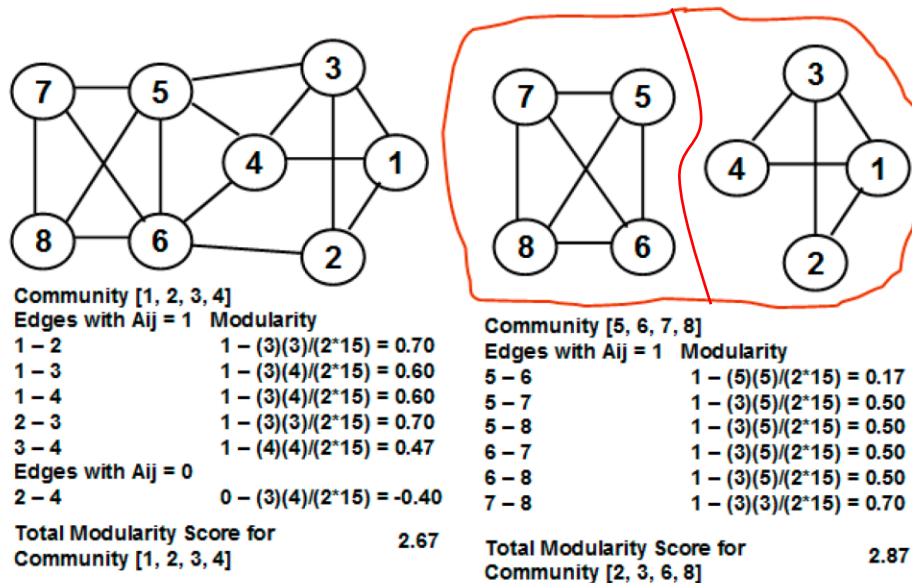 7 5 3 4 1 8 6 2
7 5 3 4 1 8 6 2
Community [1, 2, 3, 4]
Edges with Aij = 1 Modularity
1 – 2 1 – (3)(3)/(2*15) = 0.70
1 – 3 1 – (3)(4)/(2*15) = 0.60
1 – 4 1 – (3)(4)/(2*15) = 0.60
2 – 3 1 – (3)(3)/(2*15) = 0.70
3 – 4 1 – (4)(4)/(2*15) = 0.47
Edges with Aij = 0
2 – 4 0 – (3)(4)/(2*15) = -0.40
Total Modularity Score for 2.67
Community [1, 2, 3, 4]
Community [5, 6, 7, 8]
Edges with Aij = 1 Modularity
5 – 6 1 – (5)(5)/(2*15) = 0.17
5 – 7 1 – (3)(5)/(2*15) = 0.50
5 – 8 1 – (3)(5)/(2*15) = 0.50
6 – 7 1 – (3)(5)/(2*15) = 0.50
6 – 8 1 – (3)(5)/(2*15) = 0.50
7 – 8 1 – (3)(3)/(2*15) = 0.70
Total Modularity Score for 2.87
Community [2, 3, 6, 8]